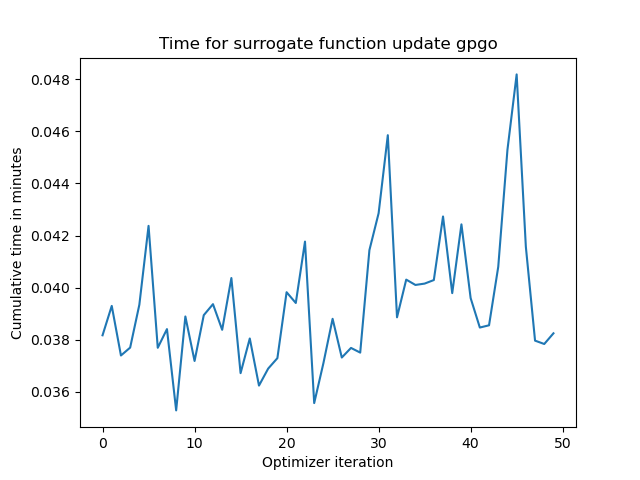 Time for surrogate function update gpgo
Cumulative time in minutes
0.048
0.046
0.044
0.042
0.040
0.038
0.036
0 10 20 30 40 50
Optimizer iteration